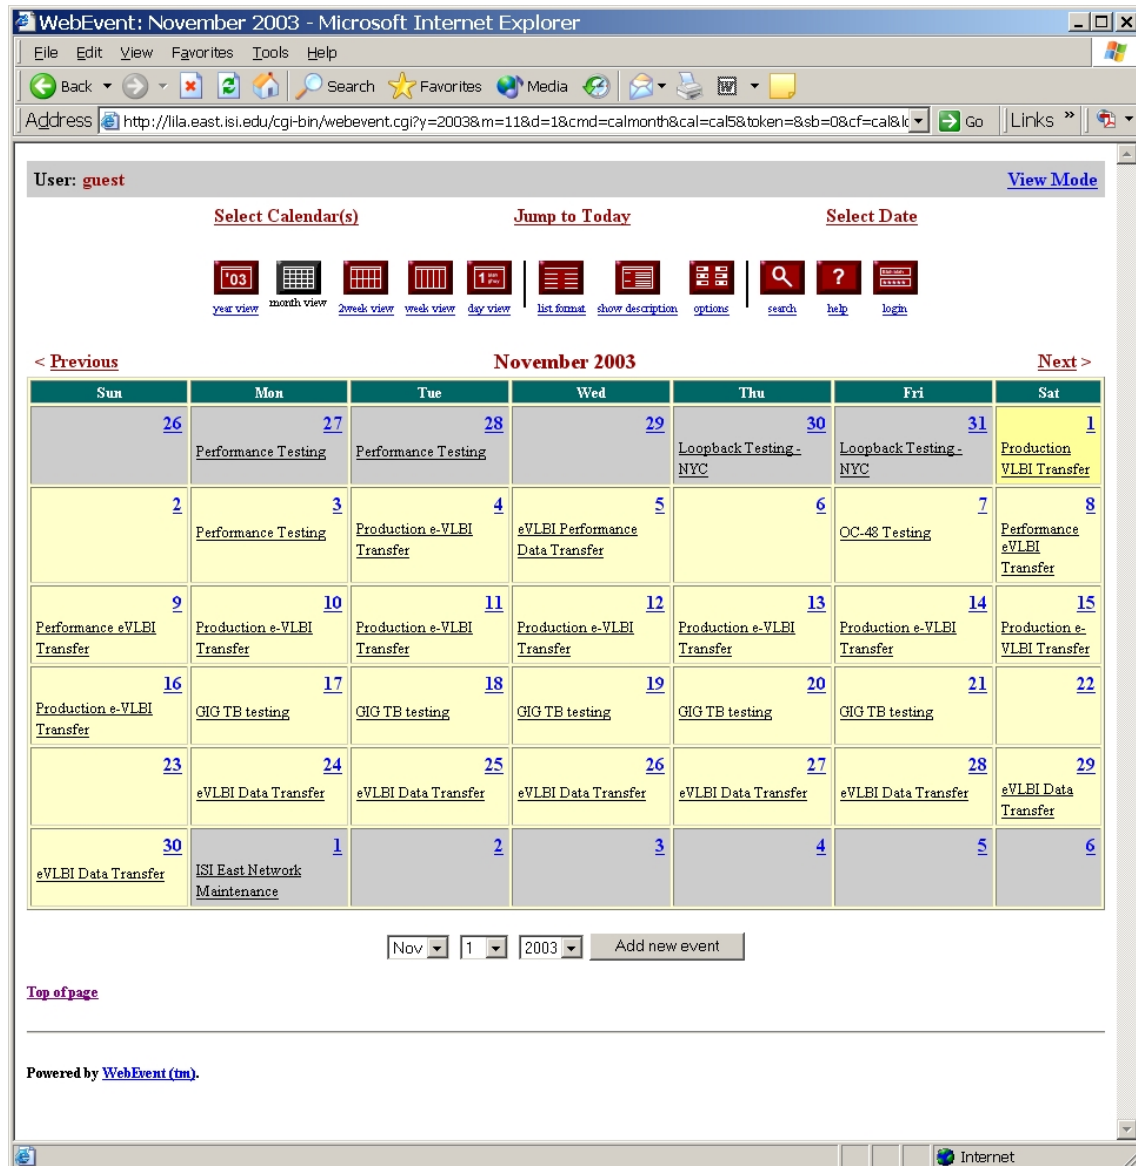 WebEvent: November 2003 - Microsoft Internet Explorer
File Edit View Favorites Tools Help
Back Search Favorites Media
Address http://lila.east.isi.edu/cgi-bin/webevent.cgi?y=2003&m=11&d=1&cmd=calmonth&cal=cal5&token=&sb=0&cf=cal&lc Go Links »
User: guest View Mode
Select Calendar(s) Jump to Today Select Date
'03 1 ?
year view month view 2week view week view day view list format show description options search help login
< Previous November 2003 Next >
Sun Mon Tue Wed Thu Fri Sat
26 27 28 29 30 31 1
Performance Testing Performance Testing Loopback Testing - Loopback Testing - Production
NYC NYC VLBI Transfer
2 3 4 5 6 7 8
Performance Testing Production e-VLBI eVLBI Performance OC-48 Testing Performance
Transfer Data Transfer eVLBI
Transfer
9 10 11 12 13 14 15
Performance eVLBI Production e-VLBI Production e-VLBI Production e-VLBI Production e-VLBI Production e-VLBI Production e-
Transfer Transfer Transfer Transfer Transfer Transfer VLBI Transfer
16 17 18 19 20 21 22
Production e-VLBI GIG TB testing GIG TB testing GIG TB testing GIG TB testing GIG TB testing
Transfer
23 24 25 26 27 28 29
eVLBI Data Transfer eVLBI Data Transfer eVLBI Data Transfer eVLBI Data Transfer eVLBI Data Transfer eVLBI Data
Transfer
30 1 2 3 4 5 6
eVLBI Data Transfer ISI East Network
Maintenance
Nov 1 2003 Add new event
Top of page
Powered by WebEvent (tm).
Internet